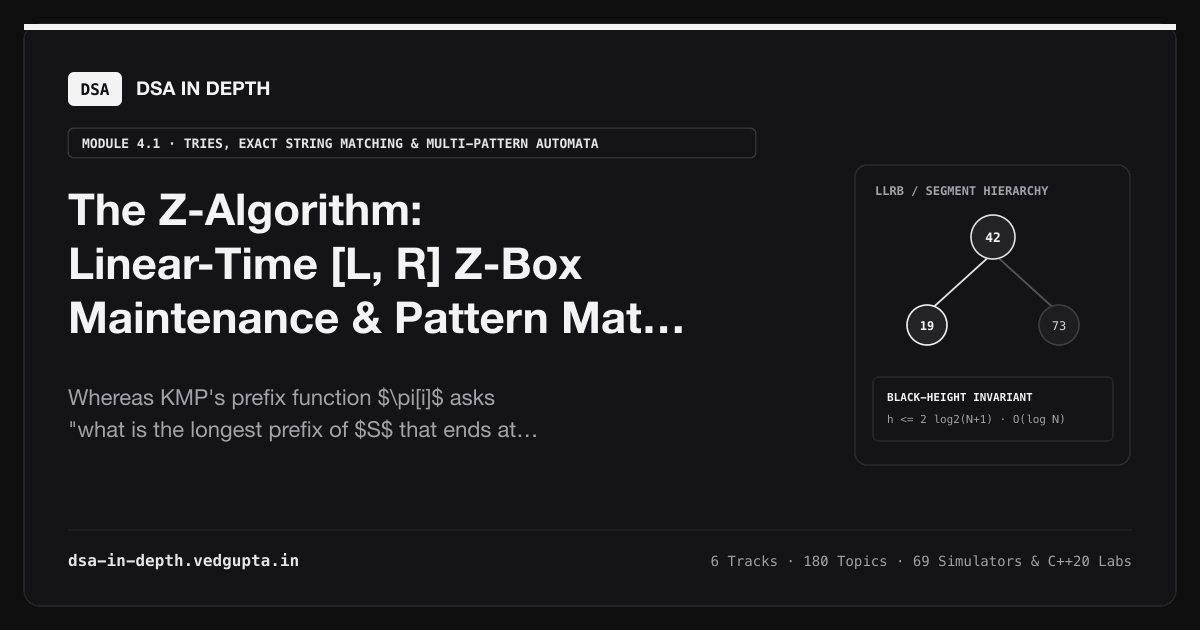 DSA
DSA IN DEPTH
MODULE 4.1 · TRIES, EXACT STRING MATCHING & MULTI-PATTERN AUTOMATA
The Z-Algorithm:
Linear-Time [L, R] Z-Box
Maintenance & Pattern Mat...
Whereas KMP's prefix function $\pi[i]$ asks
"what is the longest prefix of $S$ that ends at...
LLRB / SEGMENT HIERARCHY
42
19
73
BLACK-HEIGHT INVARIANT
h <= 2 log2(N+1) · O(log N)
dsa-in-depth.vedgupta.in
6 Tracks · 180 Topics · 69 Simulators & C++20 Labs